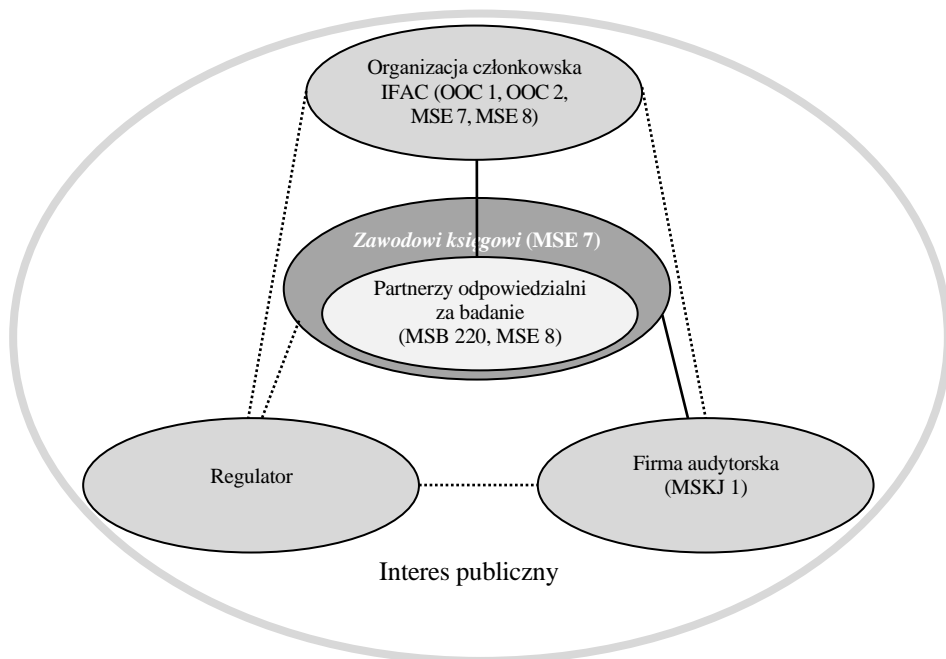 Organizacja członkowska
IFAC (OOC 1, OOC 2,
MSE 7, MSE 8)
Zawodowi księgowi (MSE 7)
Partnerzy odpowiedzialni
za badanie
(MSB 220, MSE 8)
Regulator
Firma audytorska
(MSKJ 1)
Interes publiczny